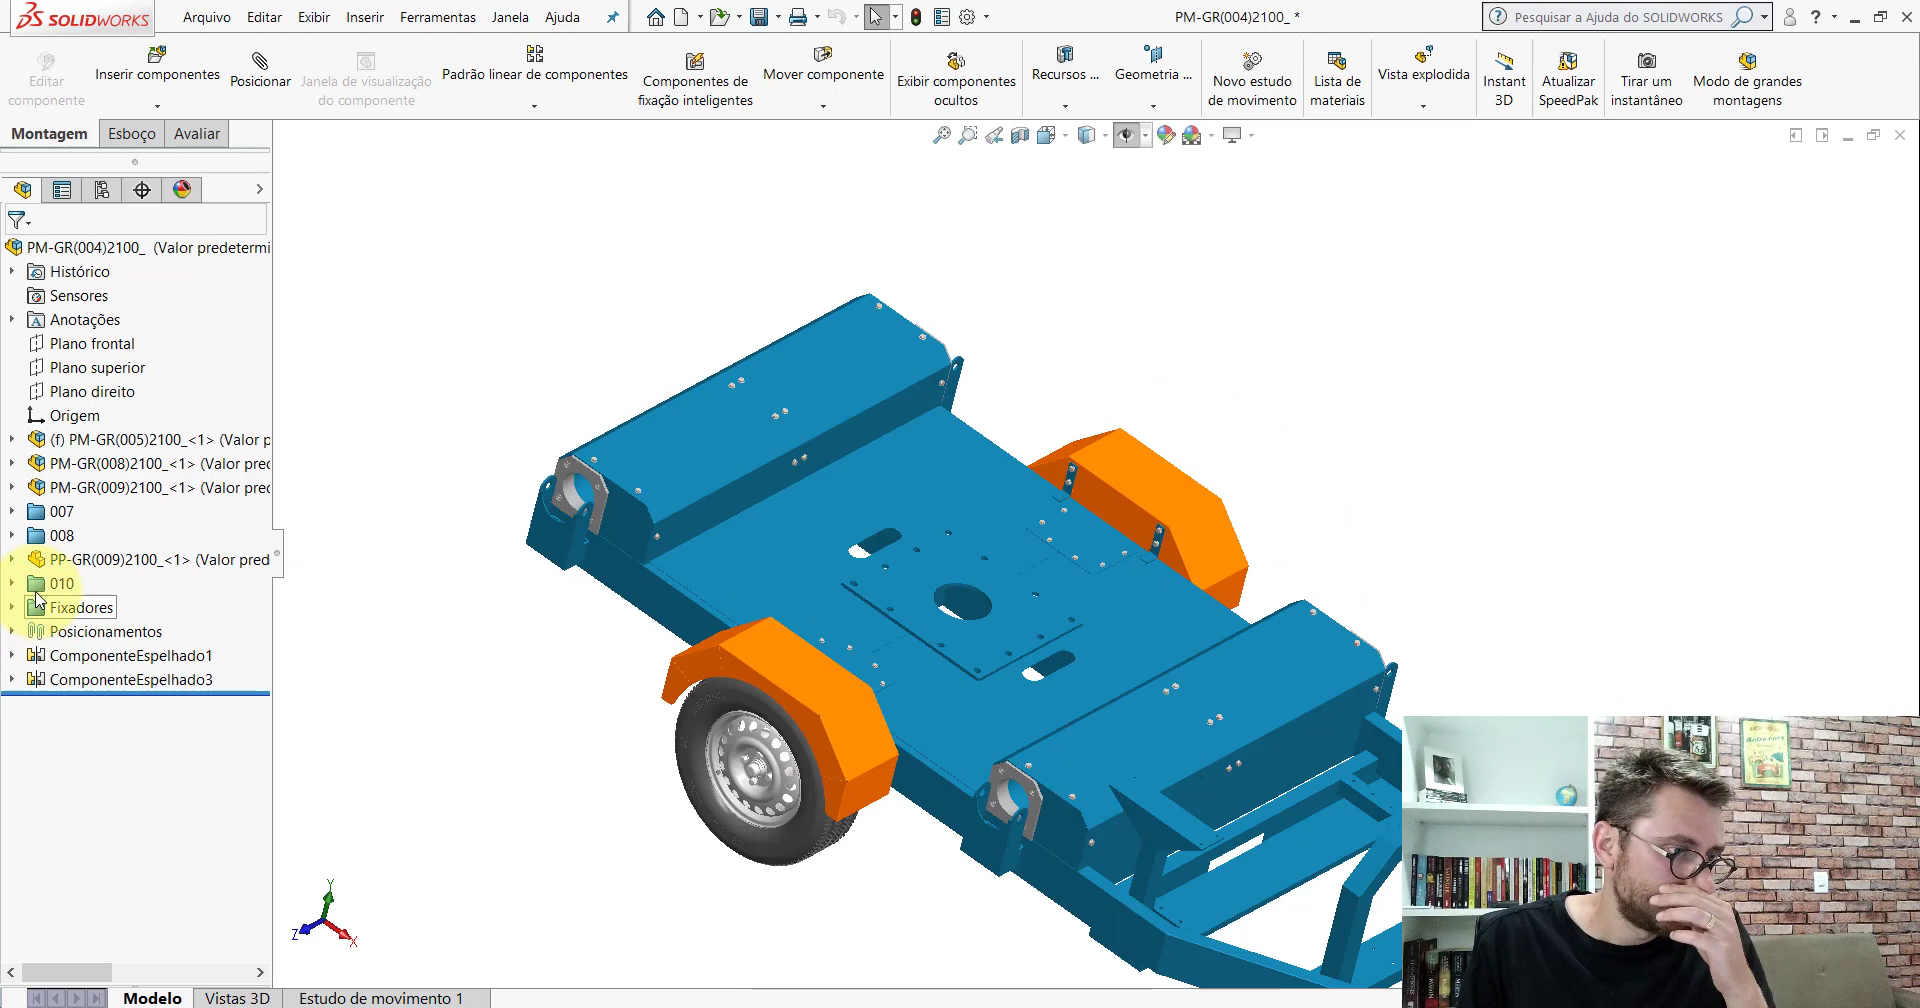 SOLIDWORKS
Arquivo
Editar
Exibir
Inserir
Ferramentas
Janela
Ajuda
PM-GR(004)2100_ *
Pesquisar a Ajuda do SOLIDWORKS
Editar
componente
Inserir componentes
Posicionar
Janela de visualização
do componente
Padrão linear de componentes
Componentes de
fixação inteligentes
Mover componente
Exibir componentes
ocultos
Recursos ...
Geometria ...
Novo estudo
de movimento
Lista de
materiais
Vista explodida
Instant
3D
Atualizar
SpeedPak
Tirar um
instantâneo
Modo de grandes
montagens
Montagem
Esboço
Avaliar
PM-GR(004)2100_ (Valor predetermi
Histórico
Sensores
Anotações
Plano frontal
Plano superior
Plano direito
Origem
(f) PM-GR(005)2100_<1> (Valor p
PM-GR(008)2100_<1> (Valor pred
PM-GR(009)2100_<1> (Valor pred
007
008
PP-GR(009)2100_<1> (Valor pred
010
Fixadores
Posicionamentos
ComponenteEspelhado1
ComponenteEspelhado3
Y
Z
X
Modelo
Vistas 3D
Estudo de movimento 1